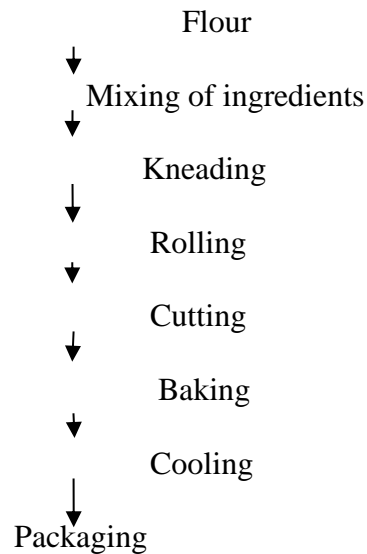 Flour
Mixing of ingredients
Kneading
Rolling
Cutting
Baking
Cooling
Packaging